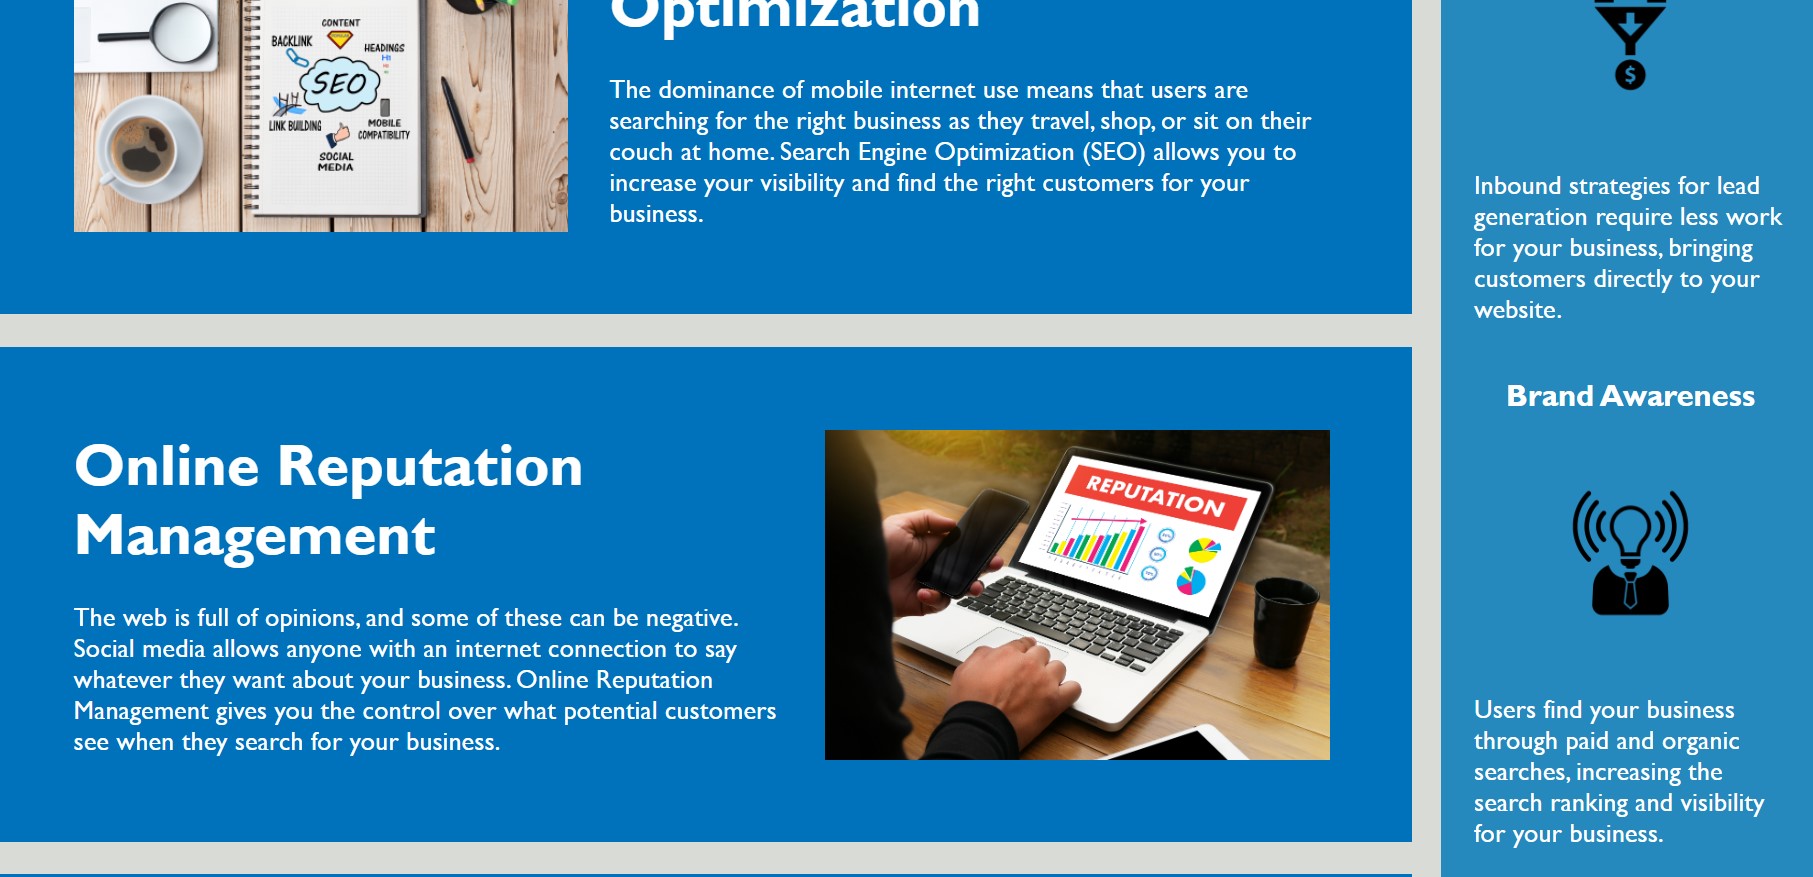 Optimization
CONTENT
BACKLINK
HEADINGS
H1
SEO
LINK BUILDING
MOBILE
COMPATIBILITY
SOCIAL
MEDIA
The dominance of mobile internet use means that users are
searching for the right business as they travel, shop, or sit on their
couch at home. Search Engine Optimization (SEO) allows you to
increase your visibility and find the right customers for your
business.
Online Reputation
Management
The web is full of opinions, and some of these can be negative.
Social media allows anyone with an internet connection to say
whatever they want about your business. Online Reputation
Management gives you the control over what potential customers
see when they search for your business.
REPUTATION
$
Inbound strategies for lead
generation require less work
for your business, bringing
customers directly to your
website.
Brand Awareness
Users find your business
through paid and organic
searches, increasing the
search ranking and visibility
for your business.